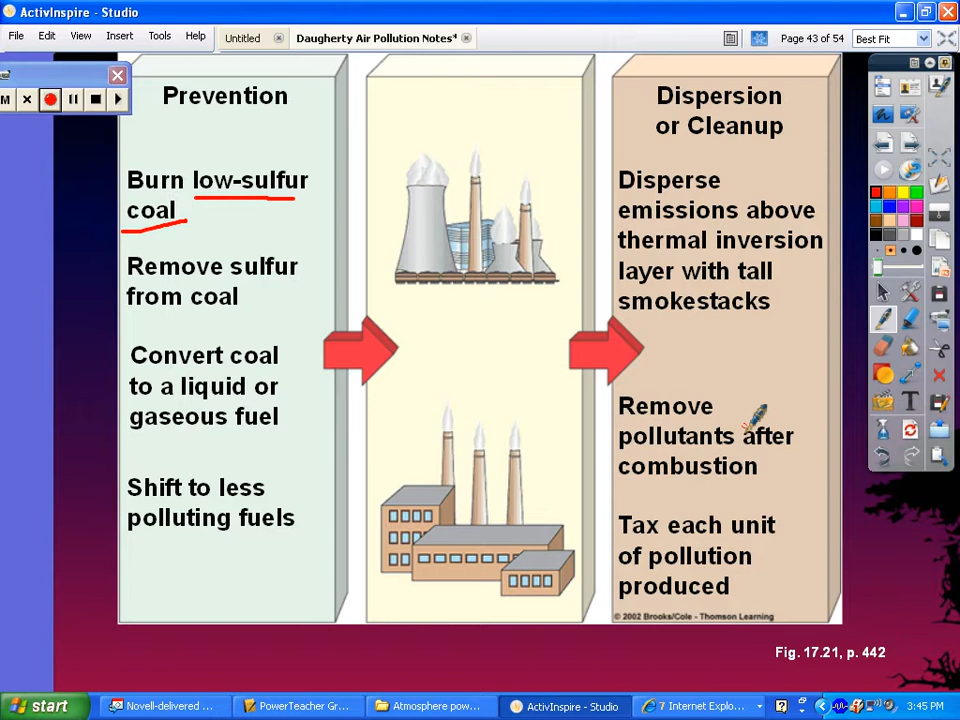 ActivInspire - Studio
File Edit View Insert Tools Help
Untitled
Daugherty Air Pollution Notes*
Page 43 of 54
Best Fit
M
Prevention
Burn low-sulfur
coal
Remove sulfur
from coal
Convert coal
to a liquid or
gaseous fuel
Shift to less
polluting fuels
Dispersion
or Cleanup
Disperse
emissions above
thermal inversion
layer with tall
smokestacks
Remove
pollutants after
combustion
Tax each unit
of pollution
produced
© 2002 Brooks/Cole - Thomson Learning
Fig. 17.21, p. 442
start
Novell-delivered ...
PowerTeacher Gr...
Atmosphere pow...
ActivInspire - Studio
7 Internet Explo...
3:45 PM